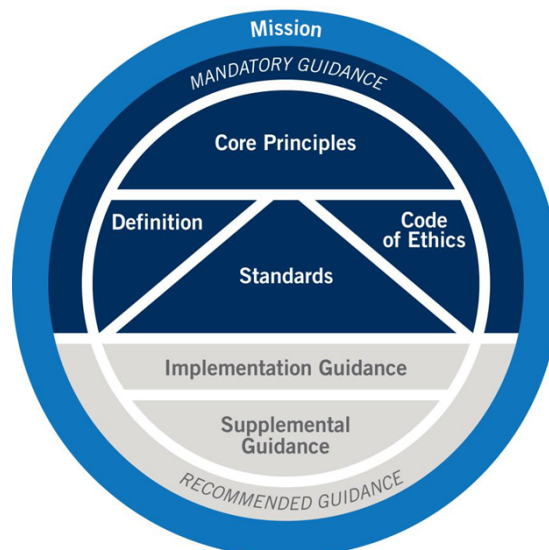 Mission
MANDATORY GUIDANCE
Core Principles
Definition
Code
of Ethics
Standards
Implementation Guidance
Supplemental
Guidance
RECOMMENDED GUIDANCE